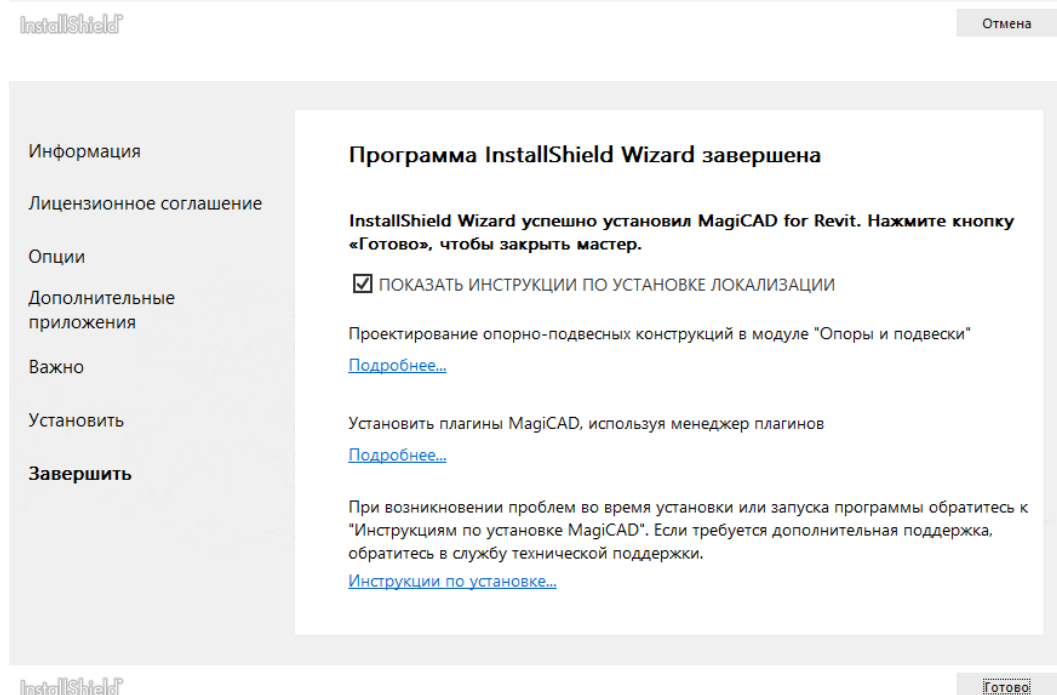 InstallShield
Отмена
Информация
Лицензионное соглашение
Опции
Дополнительные
приложения
Важно
Установить
Завершить
Программа InstallShield Wizard завершена
InstallShield Wizard успешно установил MagiCAD for Revit. Нажмите кнопку
«Готово», чтобы закрыть мастер.
ПОКАЗАТЬ ИНСТРУКЦИИ ПО УСТАНОВКЕ ЛОКАЛИЗАЦИИ
Проектирование опорно-подвесных конструкций в модуле "Опоры и подвески"
Подробнее...
Установить плагины MagiCAD, используя менеджер плагинов
Подробнее...
При возникновении проблем во время установки или запуска программы обратитесь к
"Инструкциям по установке MagiCAD". Если требуется дополнительная поддержка,
обратитесь в службу технической поддержки.
Инструкции по установке...
InstallShield
Готово